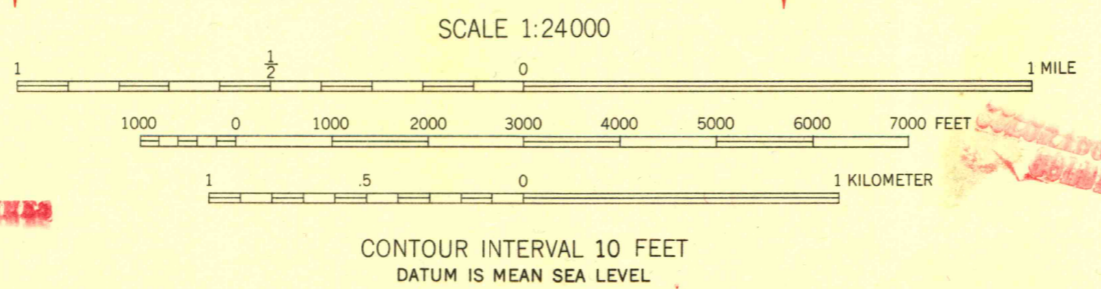 SCALE 1:24000
1 1/2 0 1 MILE
1000 0 1000 2000 3000 4000 5000 6000 7000 FEET
1 .5 0 1 KILOMETER
CONTOUR INTERVAL 10 FEET
DATUM IS MEAN SEA LEVEL